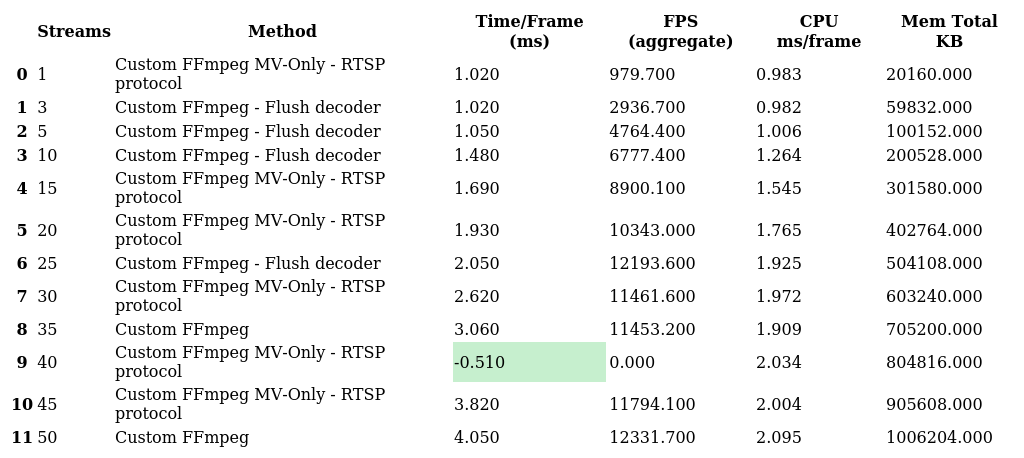 Streams Method Time/Frame (ms) FPS (aggregate) CPU ms/frame Mem Total KB
0 1 Custom FFmpeg MV-Only - RTSP protocol 1.020 979.700 0.983 20160.000
1 3 Custom FFmpeg - Flush decoder 1.020 2936.700 0.982 59832.000
2 5 Custom FFmpeg - Flush decoder 1.050 4764.400 1.006 100152.000
3 10 Custom FFmpeg - Flush decoder 1.480 6777.400 1.264 200528.000
4 15 Custom FFmpeg MV-Only - RTSP protocol 1.690 8900.100 1.545 301580.000
5 20 Custom FFmpeg MV-Only - RTSP protocol 1.930 10343.000 1.765 402764.000
6 25 Custom FFmpeg - Flush decoder 2.050 12193.600 1.925 504108.000
7 30 Custom FFmpeg MV-Only - RTSP protocol 2.620 11461.600 1.972 603240.000
8 35 Custom FFmpeg 3.060 11453.200 1.909 705200.000
9 40 Custom FFmpeg MV-Only - RTSP protocol -0.510 0.000 2.034 804816.000
10 45 Custom FFmpeg MV-Only - RTSP protocol 3.820 11794.100 2.004 905608.000
11 50 Custom FFmpeg 4.050 12331.700 2.095 1006204.000